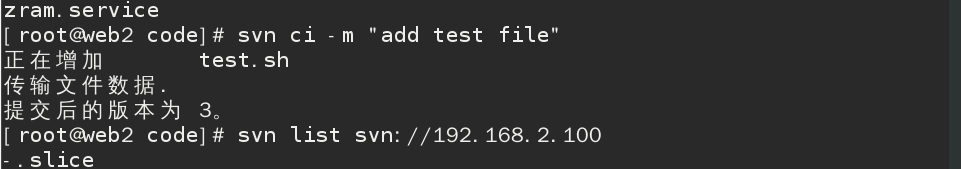 zram.service
[root@web2 code]# svn ci -m "add test file"
正在增加 test.sh
传输文件数据.
提交后的版本为 3。
[root@web2 code]# svn list svn://192.168.2.100
-.slice